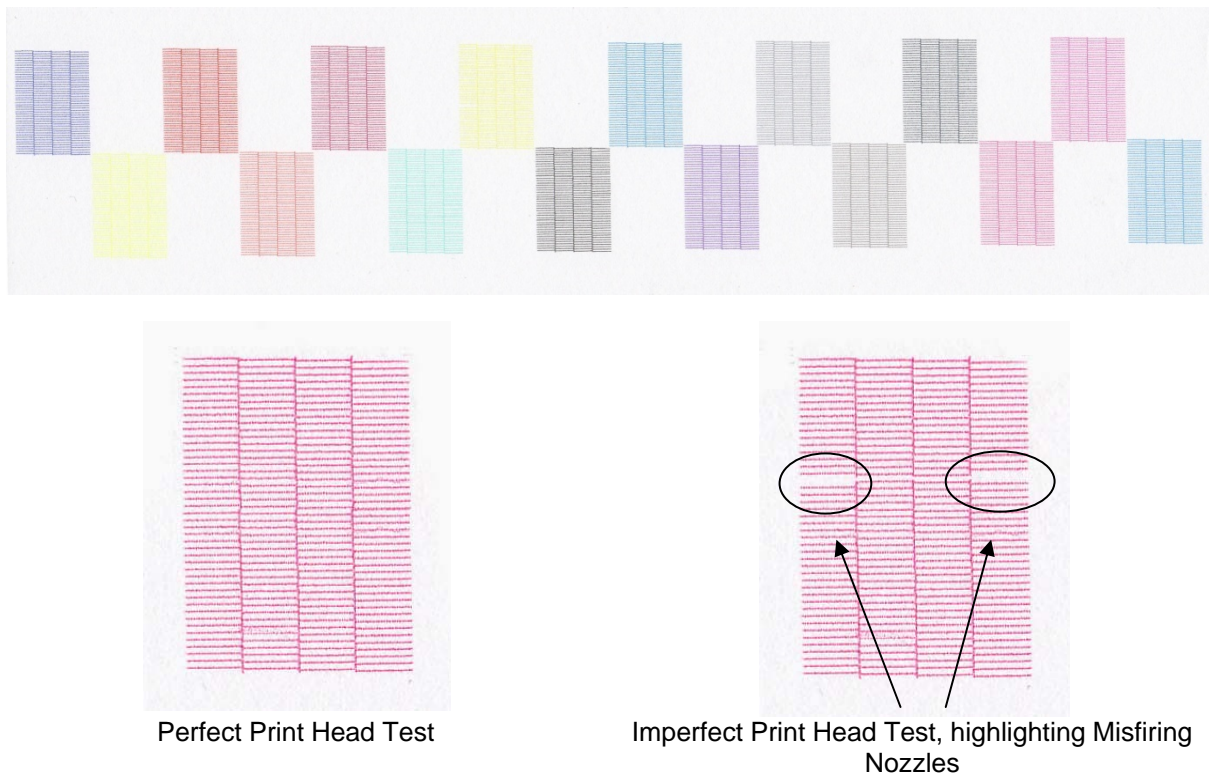 Perfect Print Head Test
Imperfect Print Head Test, highlighting Misfiring
Nozzles